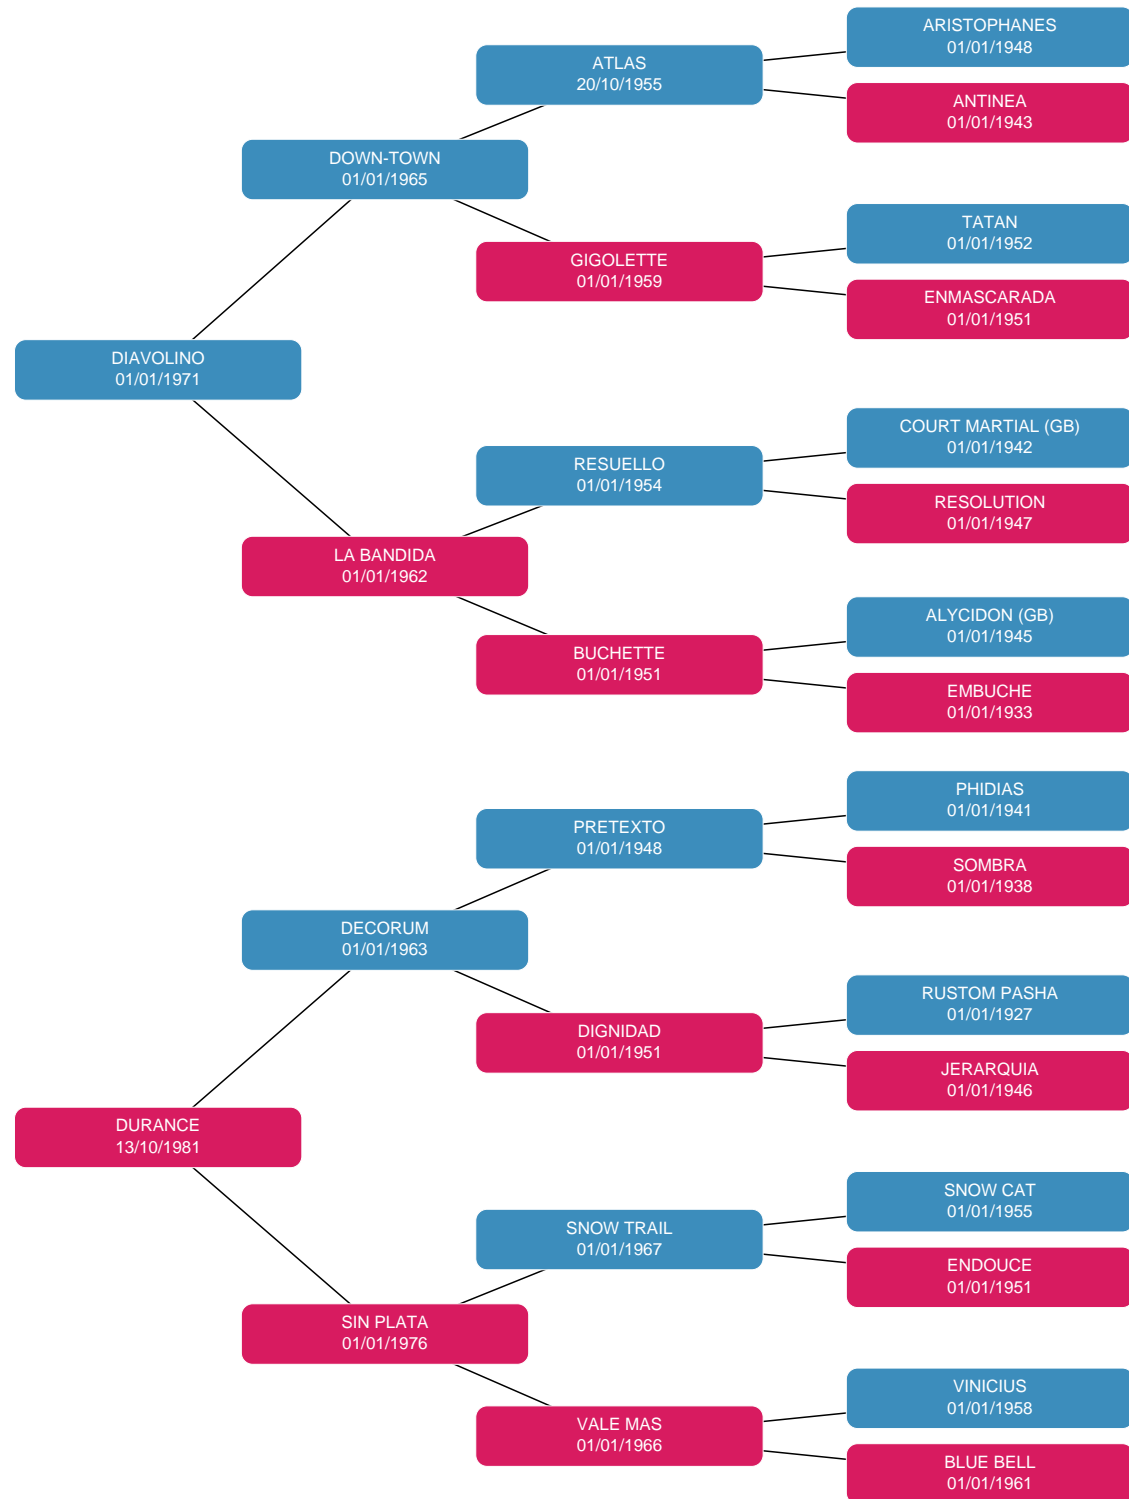 ARISTOPHANES
01/01/1948
ATLAS
20/10/1955
ANTINEA
01/01/1943
DOWN-TOWN
01/01/1965
TATAN
01/01/1952
GIGOLETTE
01/01/1959
ENMASCARADA
01/01/1951
DIAVOLINO
01/01/1971
COURT MARTIAL (GB)
01/01/1942
RESUELLO
01/01/1954
RESOLUTION
01/01/1947
LA BANDIDA
01/01/1962
ALYCIDON (GB)
01/01/1945
BUCHETTE
01/01/1951
EMBUCHE
01/01/1933
PHIDIAS
01/01/1941
PRETEXTO
01/01/1948
SOMBRA
01/01/1938
DECORUM
01/01/1963
RUSTOM PASHA
01/01/1927
DIGNIDAD
01/01/1951
JERARQUIA
01/01/1946
DURANCE
13/10/1981
SNOW CAT
01/01/1955
SNOW TRAIL
01/01/1967
ENDOUCE
01/01/1951
SIN PLATA
01/01/1976
VINICIUS
01/01/1958
VALE MAS
01/01/1966
BLUE BELL
01/01/1961